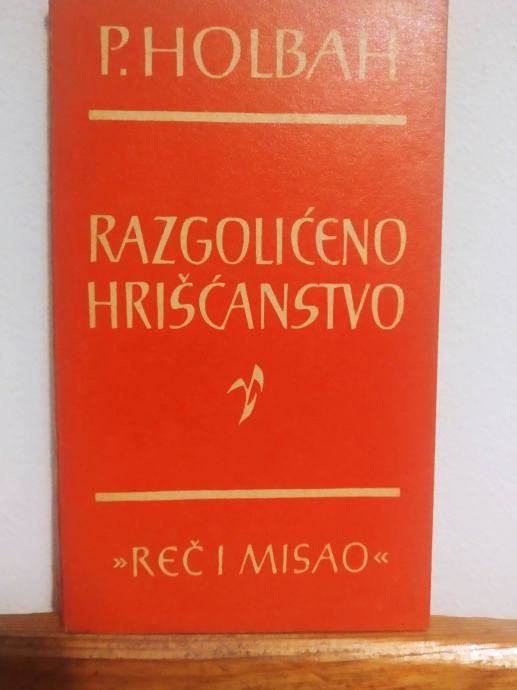 P. HOLBAH
RAZGOLIĆENO
HRIŠĆANSTVO
»REČ I MISAO«